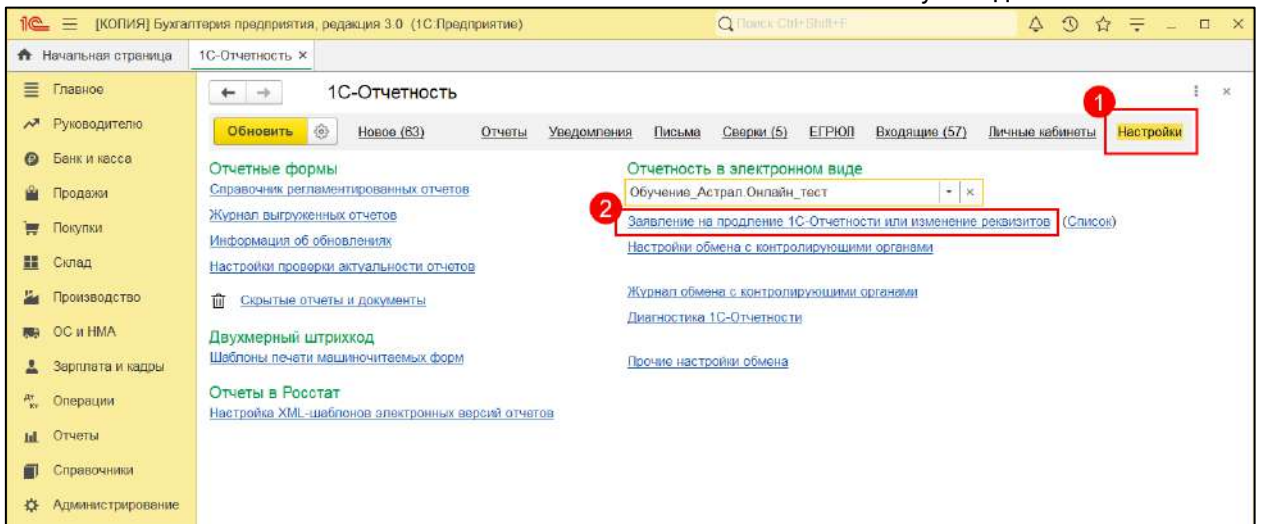 [КОПИЯ] Бухгалтерия предприятия, редакция 3.0 (1С:Предприятие) Поиск Ctrl+Shift+F
Начальная страница 1С-Отчетность ×
Главное
Руководителю
Банк и касса
Продажи
Покупки
Склад
Производство
ОС и НМА
Зарплата и кадры
Операции
Отчеты
Справочники
Администрирование
1С-Отчетность
1
Обновить Новое (63) Отчеты Уведомления Письма Сверки (5) ЕГРЮЛ Входящие (57) Личные кабинеты Настройки
Отчетные формы
Справочник регламентированных отчетов
Журнал выгруженных отчетов
Информация об обновлениях
Настройки проверки актуальности отчетов
Скрытые отчеты и документы
Двухмерный штрихкод
Шаблоны печати машиночитаемых форм
Отчеты в Росстат
Настройка XML-шаблонов электронных версий отчетов
Отчетность в электронном виде
Обучение_Астрал.Онлайн_тест
2
Заявление на продление 1С-Отчетности или изменение реквизитов (Список)
Настройки обмена с контролирующими органами
Журнал обмена с контролирующими органами
Диагностика 1С-Отчетности
Прочие настройки обмена